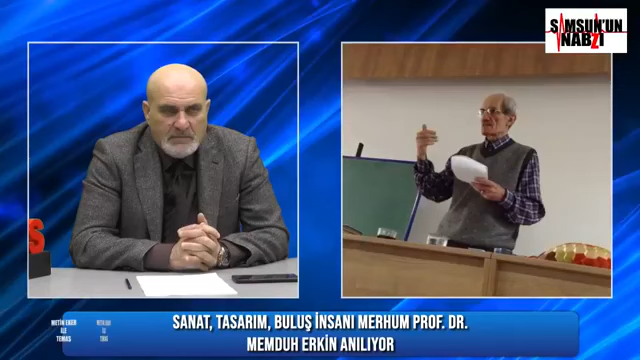 SAMSUN'UN
NABZI
S
SANAT, TASARIM, BULUŞ İNSANI MERHUM PROF. DR.
MEMDUH ERKİN ANILIYOR
METİN EKER
İLE
TEMAS